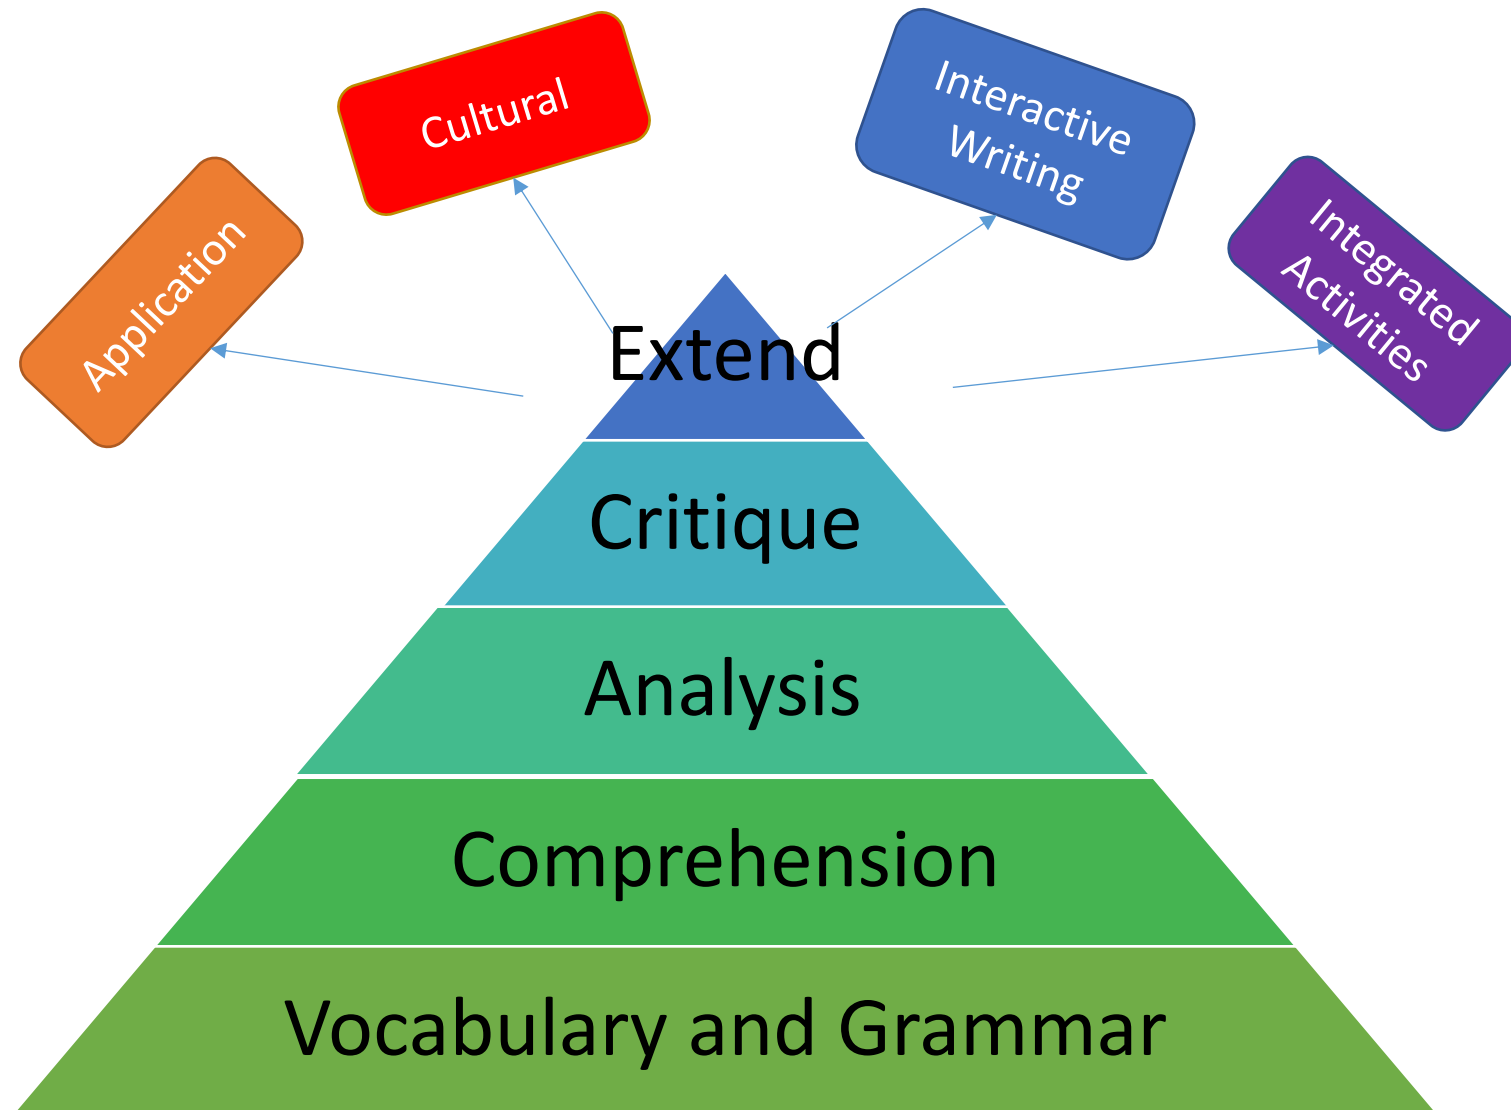 Application
Cultural
Interactive
Writing
Integrated
Activities
Extend
Critique
Analysis
Comprehension
Vocabulary and Grammar